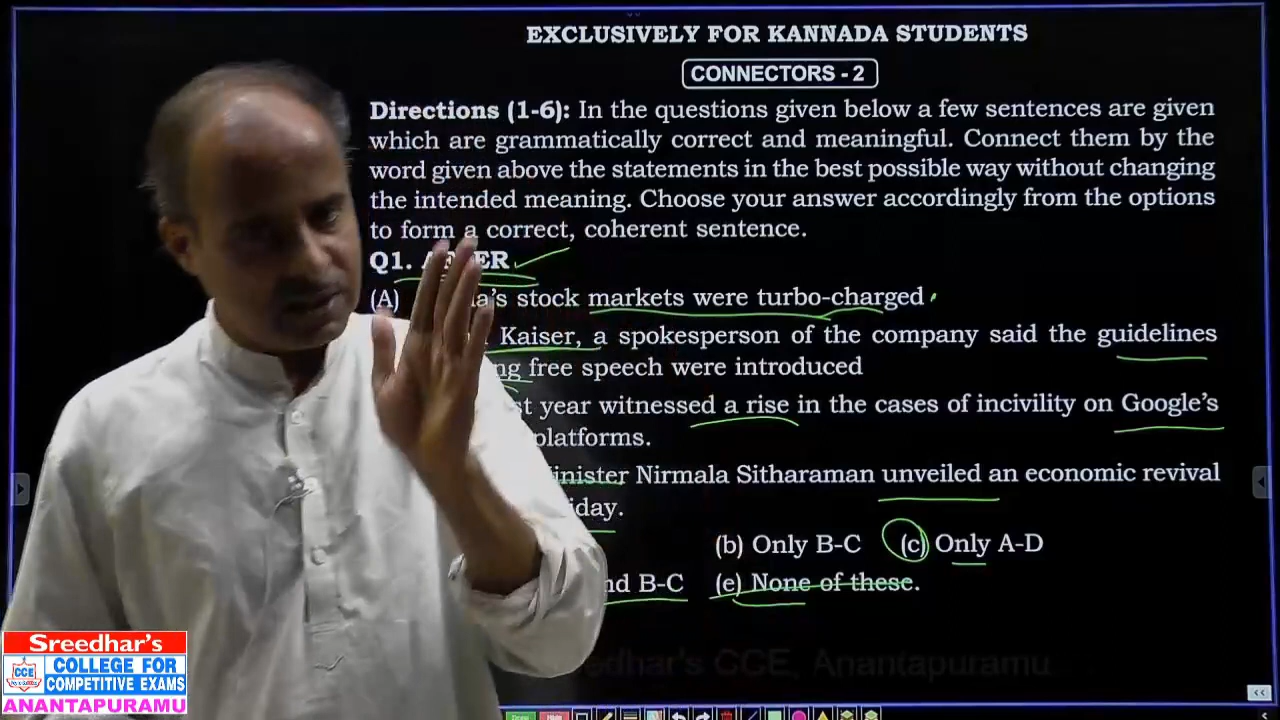 EXCLUSIVELY FOR KANNADA STUDENTS
CONNECTORS - 2
Directions (1-6): In the questions given below a few sentences are given
which are grammatically correct and meaningful. Connect them by the
word given above the statements in the best possible way without changing
the intended meaning. Choose your answer accordingly from the options
to form a correct, coherent sentence.
Q1. AFTER
(A) stock markets were turbo-charged
Kaiser, a spokesperson of the company said the guidelines
free speech were introduced
year witnessed a rise in the cases of incivility on Google's
platforms.
Nirmala Sitharaman unveiled an economic revival
(b) Only B-C (c) Only A-D
B-C (e) None of these.
Sreedhar's
CCE
COLLEGE FOR
COMPETITIVE EXAMS
ANANTAPURAMU
CCE Anantapuramu